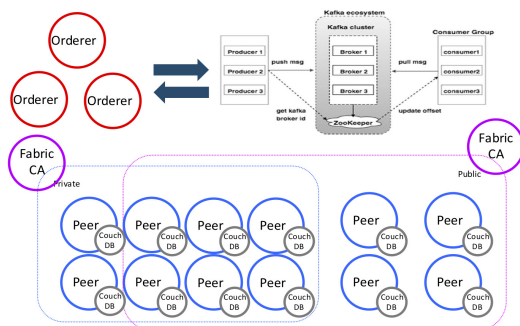 Kafka ecosystem
Kafka cluster
Orderer
Orderer
Orderer
push msg
pull msg
Consumer Group
Producer 1
Producer 2
Producer 3
Broker 1
Broker 2
Broker 3
consumer1
consumer2
consumer3
get kafka
broker id
ZooKeeper
update offset
Fabric
CA
Fabric
CA
Private
Public
Peer
Couch
DB
Peer
Couch
DB
Peer
Couch
DB
Peer
Couch
DB
Peer
Couch
DB
Peer
Couch
DB
Peer
Couch
DB
Peer
Couch
DB
Peer
Couch
DB
Peer
Couch
DB
Peer
Couch
DB
Peer
Couch
DB